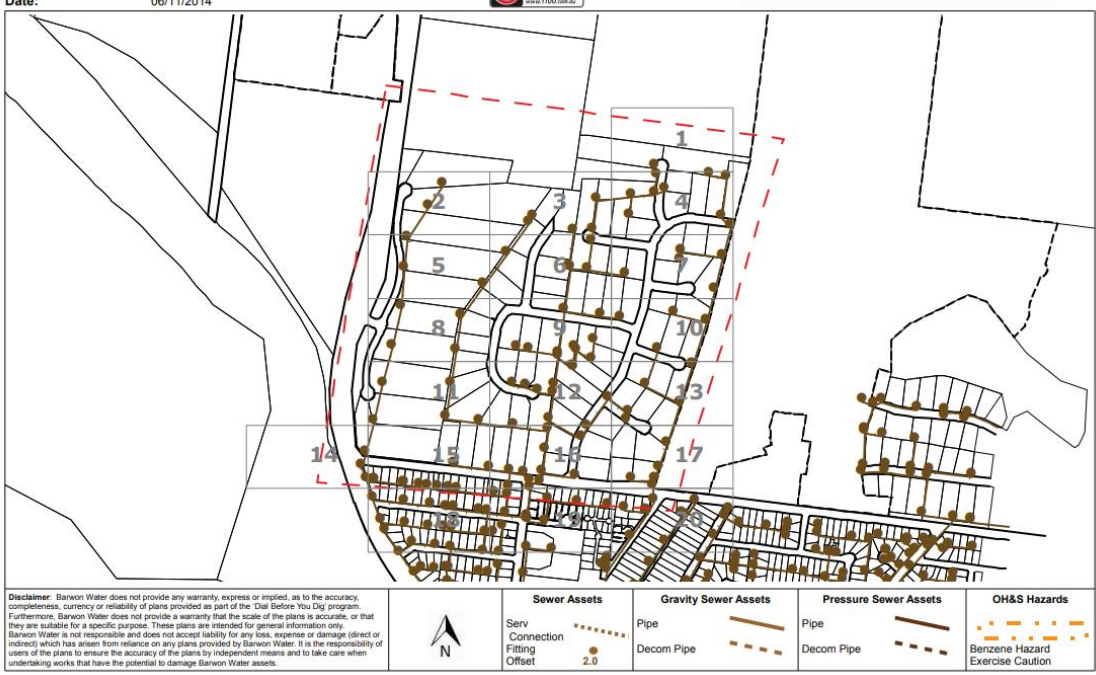 Date: 06/11/2014
www.1100.com.au
1
2 3 4
5 6 7
8 9 10
11 12 13
14 15 16 17
18 19 20
Disclaimer: Barwon Water does not provide any warranty, express or implied, as to the accuracy,
completeness, currency or reliability of plans provided as part of the 'Dial Before You Dig' program.
Furthermore, Barwon Water does not provide a warranty that the scale of the plans is accurate, or that
they are suitable for a specific purpose. These plans are intended for general information only.
Barwon Water is not responsible and does not accept liability for any loss, expense or damage (direct or
indirect) which has arisen from reliance on any plans provided by Barwon Water. It is the responsibility of
users of the plans to ensure the accuracy of the plans by independent means and to take care when
undertaking works that have the potential to damage Barwon Water assets.
N
Sewer Assets
Serv
Connection
Fitting
Offset 2.0
Gravity Sewer Assets
Pipe
Decom Pipe
Pressure Sewer Assets
Pipe
Decom Pipe
OH&S Hazards
Benzene Hazard
Exercise Caution